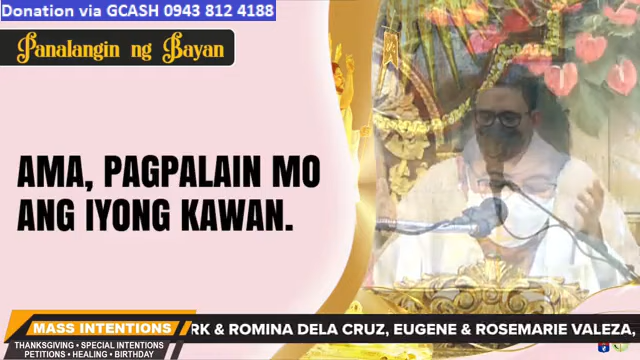 Donation via GCASH 0943 812 4188
Panalangin ng Bayan
AMA, PAGPALAIN MO
ANG IYONG KAWAN.
MASS INTENTIONS
RK & ROMINA DELA CRUZ, EUGENE & ROSEMARIE VALEZA,
THANKSGIVING • SPECIAL INTENTIONS
PETITIONS • HEALING • BIRTHDAY